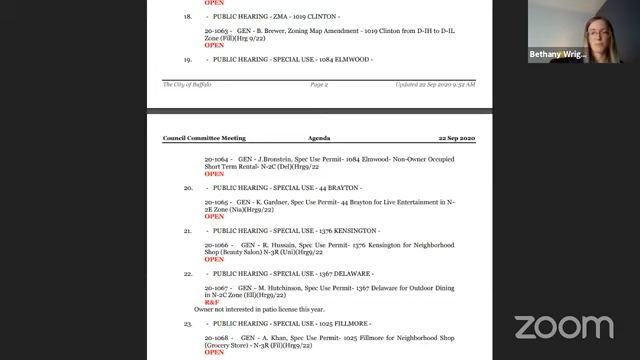 18. - PUBLIC HEARING - ZMA - 1019 CLINTON -
20-1063 - GEN - B. Brewer, Zoning Map Amendment - 1019 Clinton from D-IH to D-IL
Zone (Fill)(Hrg 9/22)
OPEN
19. - PUBLIC HEARING - SPECIAL USE - 1084 ELMWOOD -
The City of Buffalo Page 2 Updated 22 Sep 2020 9:52 AM
Council Committee Meeting Agenda 22 Sep 2020
20-1064 - GEN - J.Bronstein, Spec Use Permit- 1084 Elmwood- Non-Owner Occupied
Short Term Rental- N-2C (Del)(Hrg9/22
OPEN
20. - PUBLIC HEARING - SPECIAL USE - 44 BRAYTON -
20-1065 - GEN - K. Gardner, Spec Use Permit- 44 Brayton for Live Entertainment in N-
2E Zone (Nia)(Hrg9/22)
OPEN
21. - PUBLIC HEARING - SPECIAL USE - 1376 KENSINGTON -
20-1066 - GEN - R. Hussain, Spec Use Permit- 1376 Kensington for Neighborhood
Shop (Beauty Salon) N-3R (Uni)(Hrg9/22
OPEN
22. - PUBLIC HEARING - SPECIAL USE - 1367 DELAWARE -
20-1067 - GEN - M. Hutchinson, Spec Use Permit- 1367 Delaware for Outdoor Dining
in N-2C Zone (Ell)(Hrg9/22)
R&F
Owner not interested in patio license this year.
23. - PUBLIC HEARING - SPECIAL USE - 1025 FILLMORE -
20-1068 - GEN - A. Khan, Spec Use Permit- 1025 Fillmore for Neighborhood Shop
(Grocery Store) - N-3R (Fil)(Hrg9/22)
OPEN
Bethany Wrig...
zoom